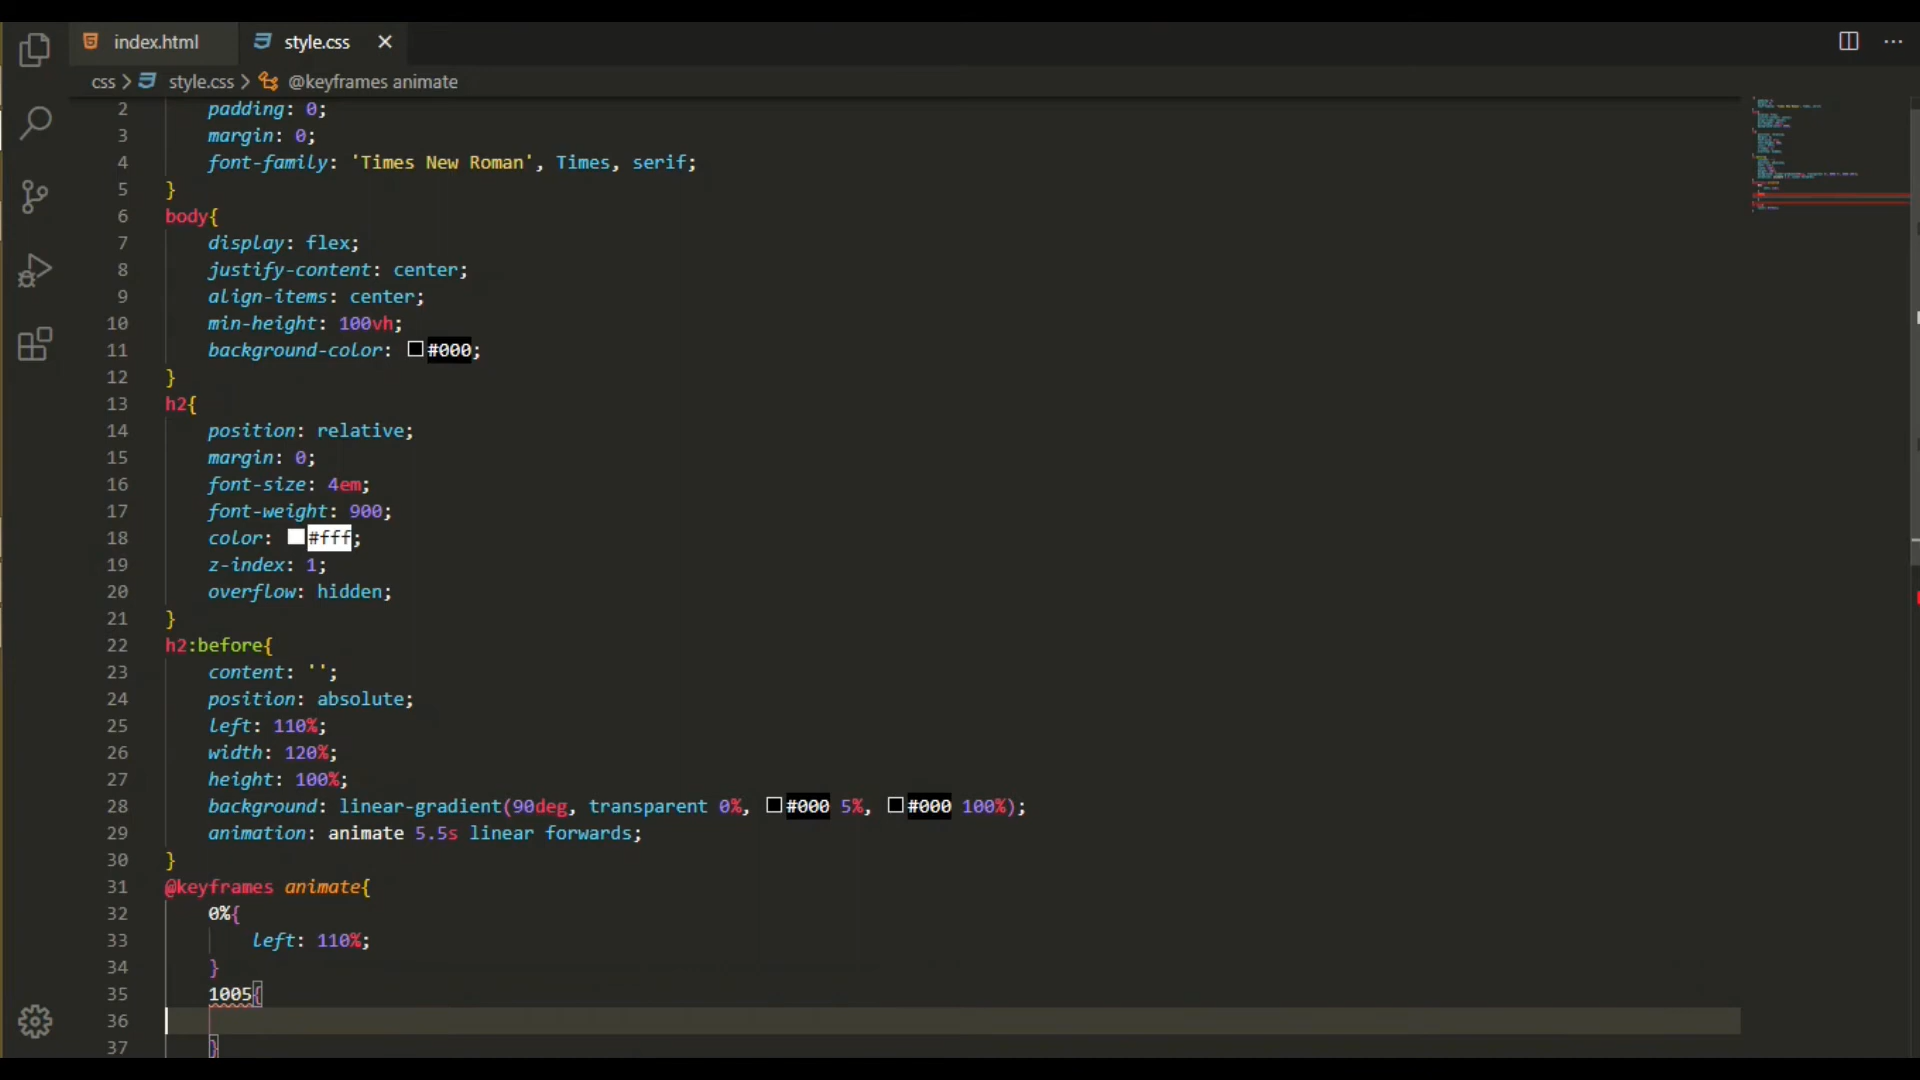 index.html style.css
css > style.css > @keyframes animate
2 padding: 0;
3 margin: 0;
4 font-family: 'Times New Roman', Times, serif;
5 }
6 body{
7 display: flex;
8 justify-content: center;
9 align-items: center;
10 min-height: 100vh;
11 background-color: #000;
12 }
13 h2{
14 position: relative;
15 margin: 0;
16 font-size: 4em;
17 font-weight: 900;
18 color: #fff;
19 z-index: 1;
20 overflow: hidden;
21 }
22 h2:before{
23 content: '';
24 position: absolute;
25 left: 110%;
26 width: 120%;
27 height: 100%;
28 background: linear-gradient(90deg, transparent 0%, #000 5%, #000 100%);
29 animation: animate 5.5s linear forwards;
30 }
31 @keyframes animate{
32 0%{
33 left: 110%;
34 }
35 1005{
36
37 }